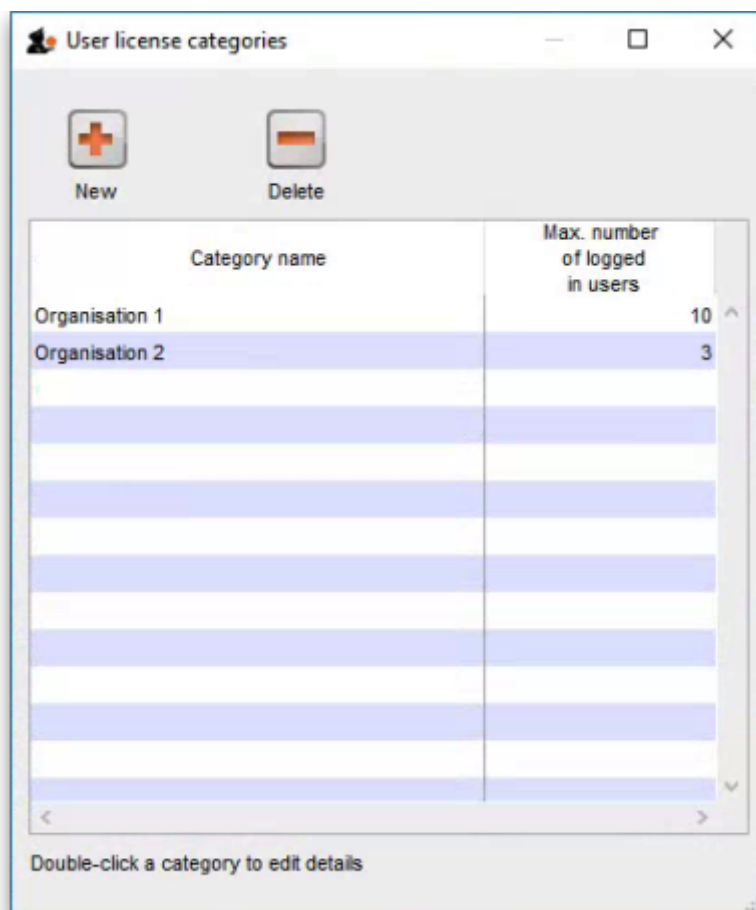 User license categories
New Delete
Category name
Max. number
of logged
in users
Organisation 1 10
Organisation 2 3
Double-click a category to edit details